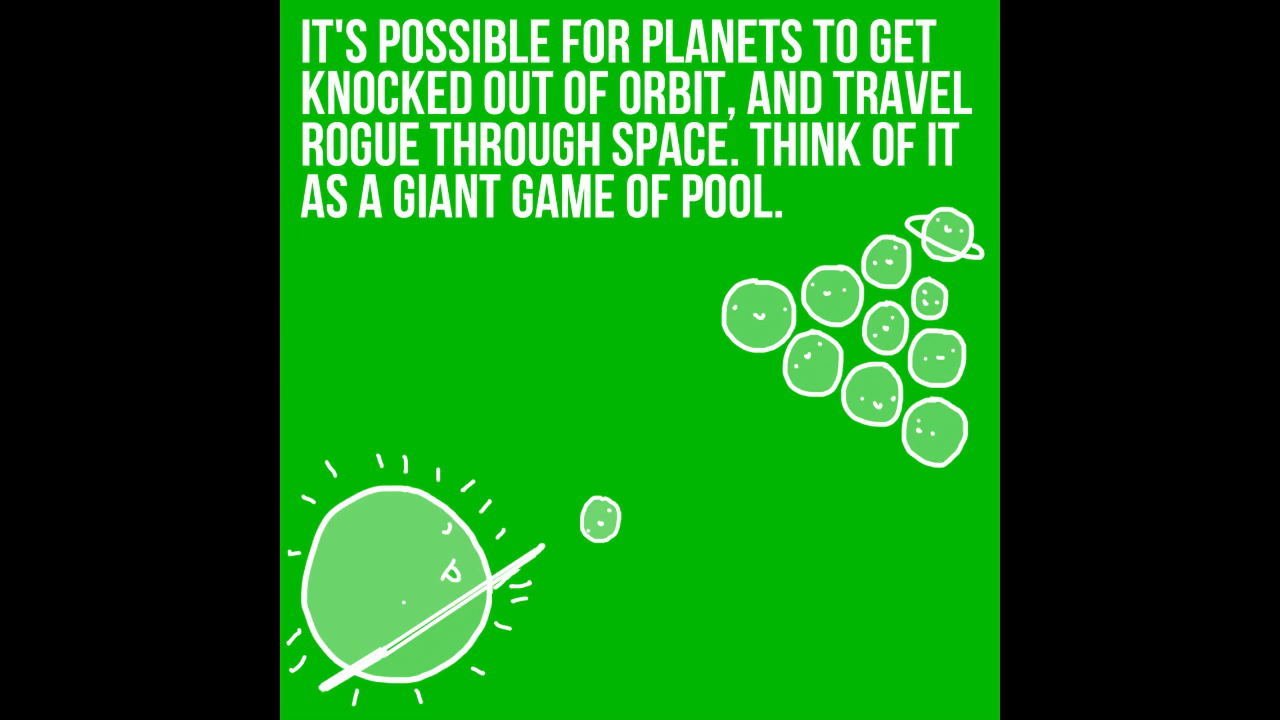 IT'S POSSIBLE FOR PLANETS TO GET
KNOCKED OUT OF ORBIT, AND TRAVEL
ROGUE THROUGH SPACE. THINK OF IT
AS A GIANT GAME OF POOL.